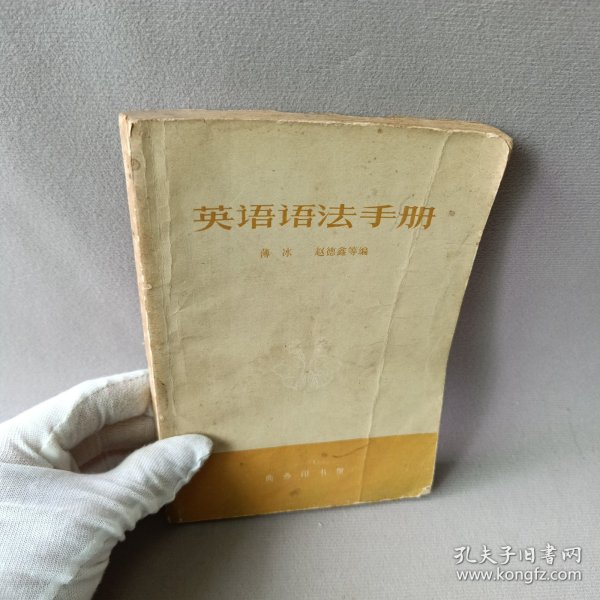 英语语法手册
薄 冰 赵德鑫等编
商务印书馆
孔夫子旧书网
www.kongfz.com